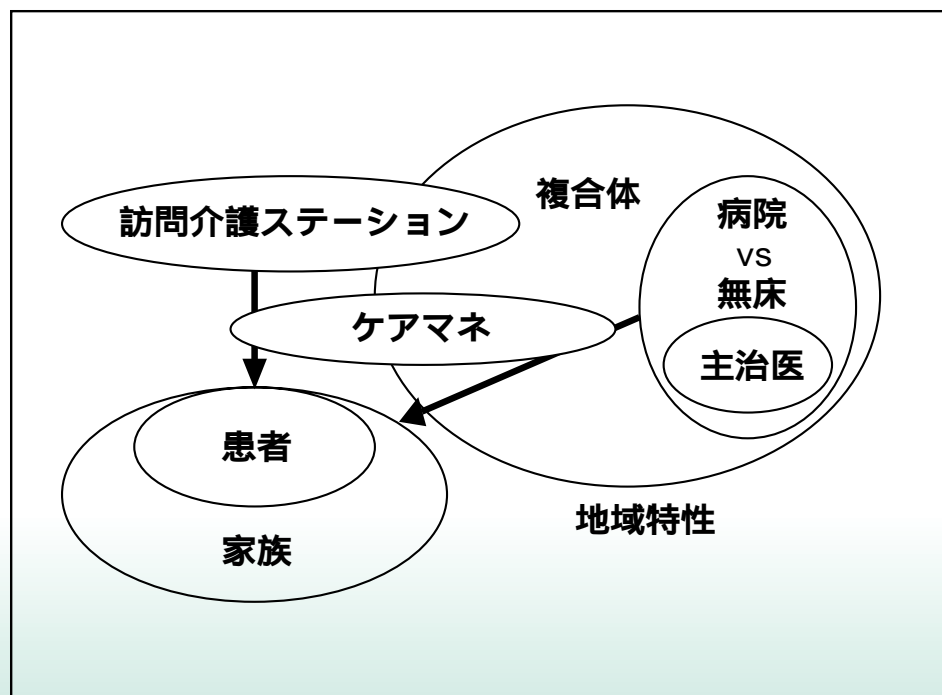 訪問介護ステーション
複合体
病院
vs
無床
主治医
ケアマネ
患者
家族
地域特性